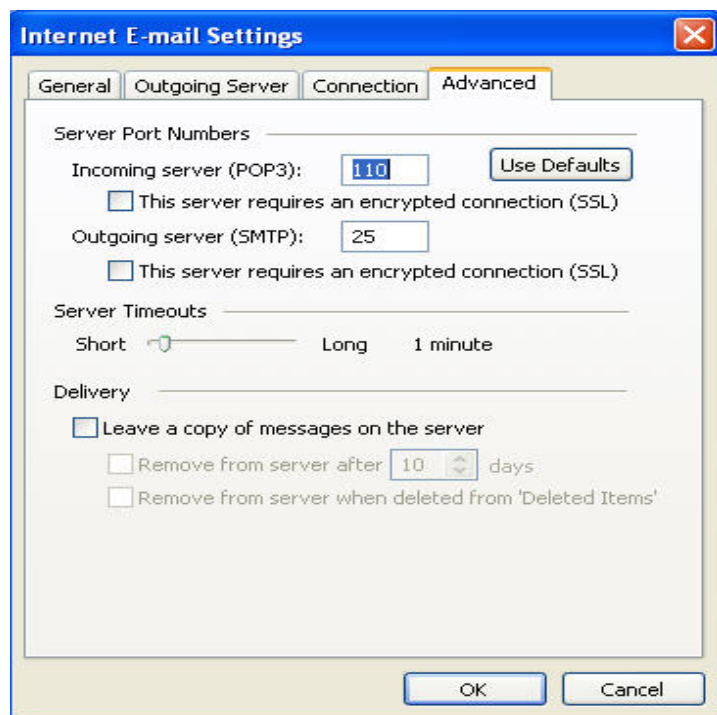 Internet E-mail Settings
General Outgoing Server Connection Advanced
Server Port Numbers
Incoming server (POP3): 110 Use Defaults
This server requires an encrypted connection (SSL)
Outgoing server (SMTP): 25
This server requires an encrypted connection (SSL)
Server Timeouts
Short Long 1 minute
Delivery
Leave a copy of messages on the server
Remove from server after 10 days
Remove from server when deleted from 'Deleted Items'
OK Cancel